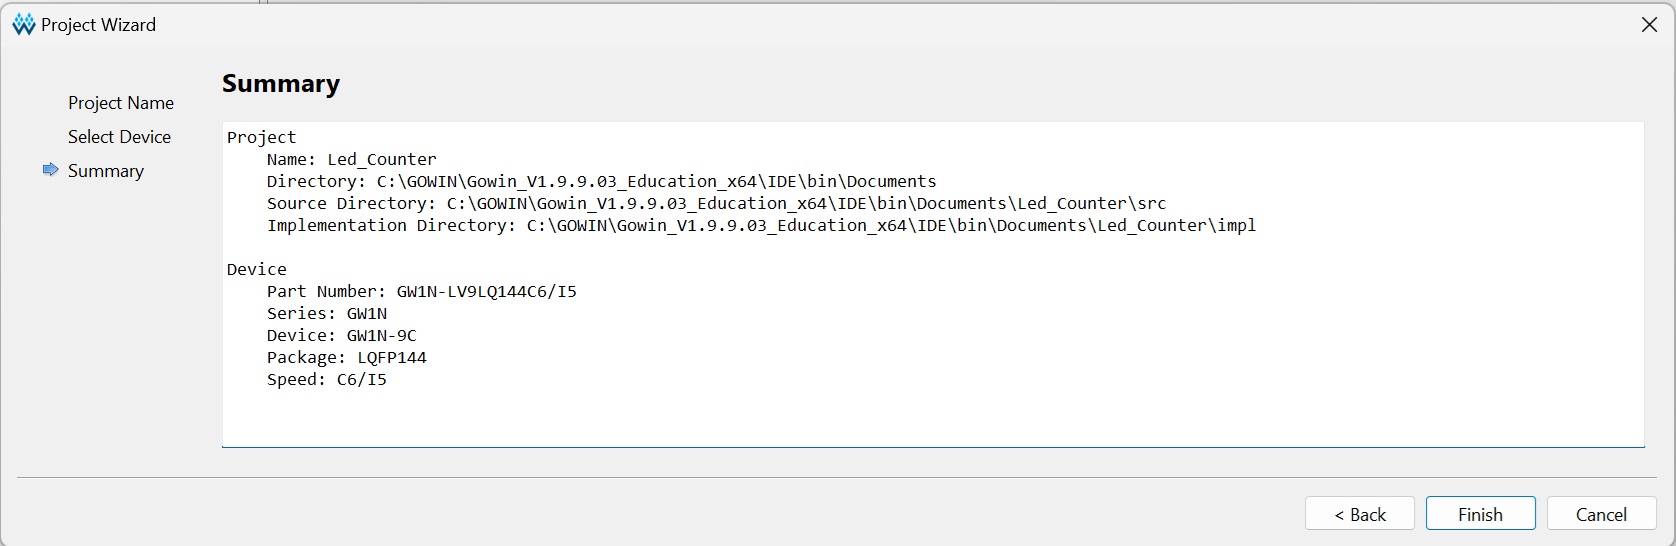 Project Wizard
Project Name
Select Device
Summary
Summary
Project
Name: Led_Counter
Directory: C:\GOWIN\Gowin_V1.9.9.03_Education_x64\IDE\bin\Documents
Source Directory: C:\GOWIN\Gowin_V1.9.9.03_Education_x64\IDE\bin\Documents\Led_Counter\src
Implementation Directory: C:\GOWIN\Gowin_V1.9.9.03_Education_x64\IDE\bin\Documents\Led_Counter\impl
Device
Part Number: GW1N-LV9LQ144C6/I5
Series: GW1N
Device: GW1N-9C
Package: LQFP144
Speed: C6/I5
< Back
Finish
Cancel